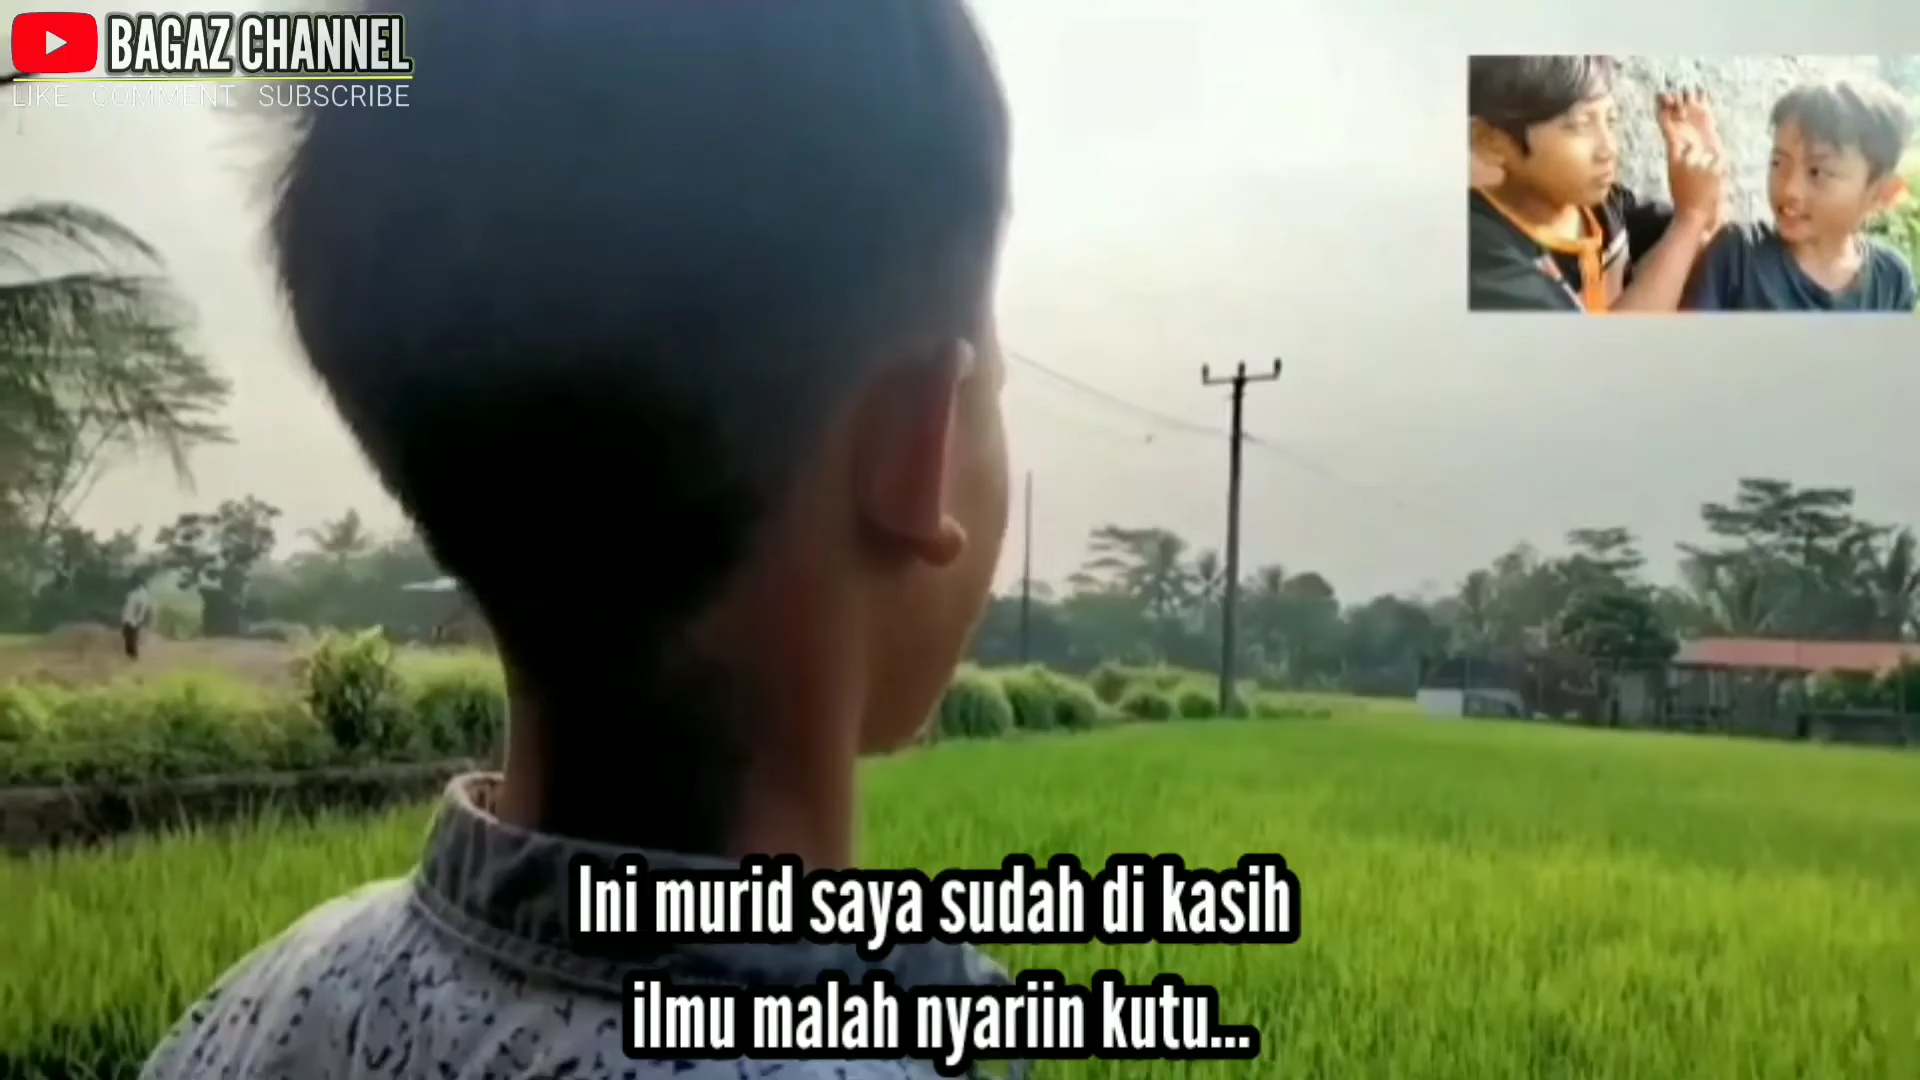 BAGAZ CHANNEL
LIKE COMMENT SUBSCRIBE
Ini murid saya sudah di kasih
ilmu malah nyariin kutu...